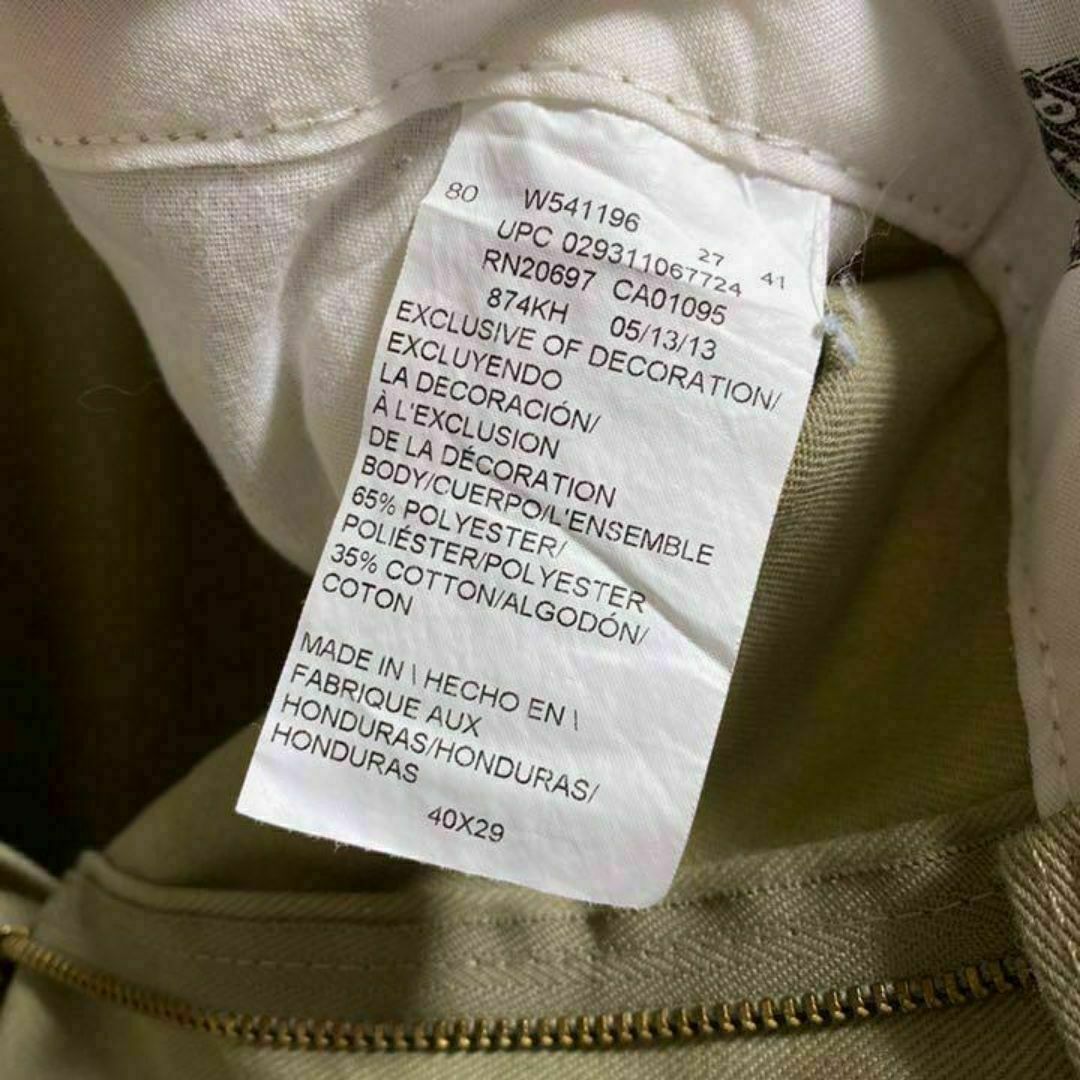 80 W541196
UPC 029311067724 27 41
RN20697 CA01095
874KH 05/13/13
EXCLUSIVE OF DECORATION/
EXCLUYENDO
LA DECORACIÓN/
À L'EXCLUSION
DE LA DÉCORATION
BODY/CUERPO/L'ENSEMBLE
65% POLYESTER/
POLIÉSTER/POLYESTER
35% COTTON/ALGODÓN/
COTON
MADE IN \ HECHO EN \
FABRIQUE AUX
HONDURAS/HONDURAS/
HONDURAS
40X29